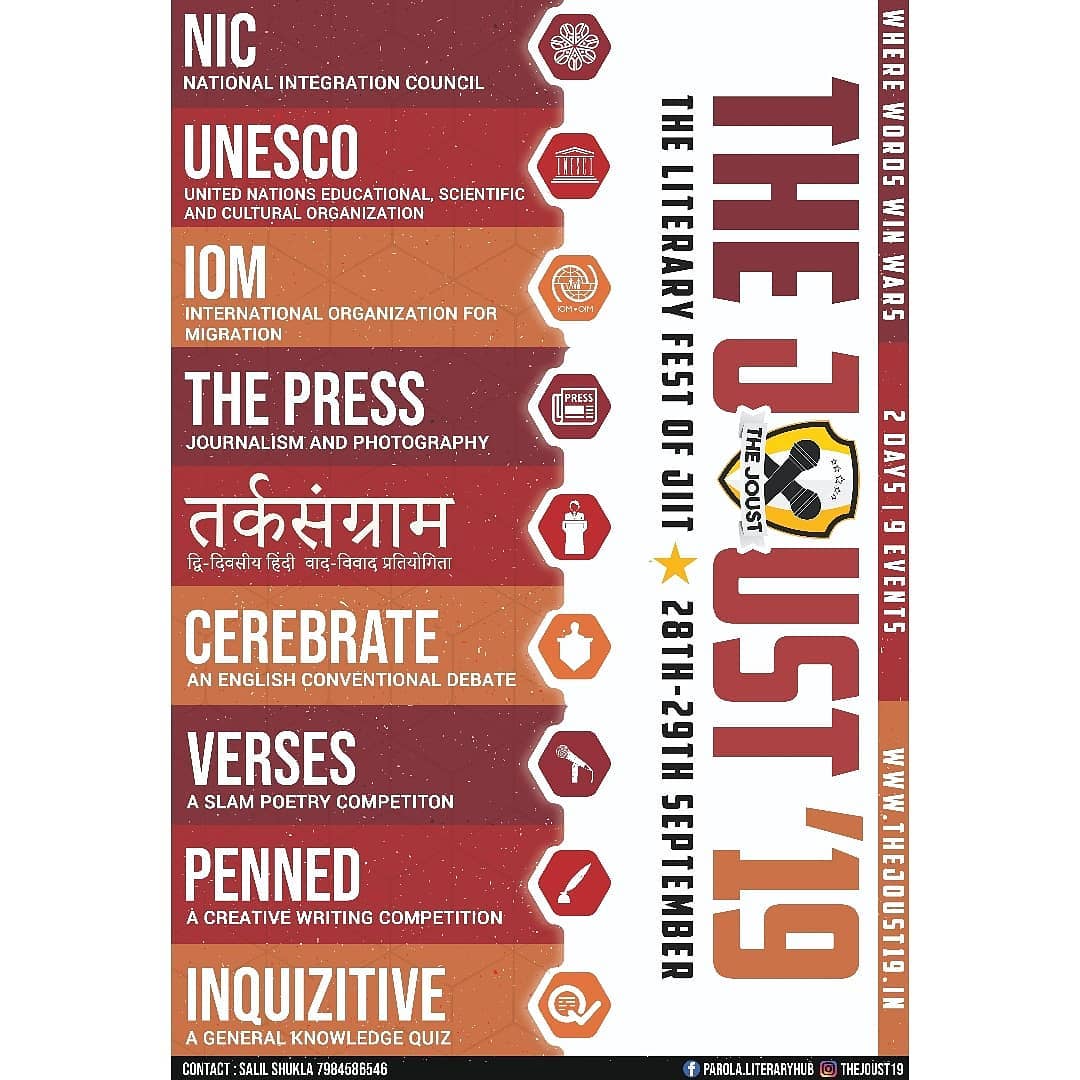 NIC
NATIONAL INTEGRATION COUNCIL
UNESCO
UNITED NATIONS EDUCATIONAL, SCIENTIFIC
AND CULTURAL ORGANIZATION
UNESCO
IOM
INTERNATIONAL ORGANIZATION FOR
MIGRATION
IOM • OIM
THE PRESS
JOURNALISM AND PHOTOGRAPHY
PRESS
तर्कसंग्राम
द्वि-दिवसीय हिंदी वाद-विवाद प्रतियोगिता
CEREBRATE
AN ENGLISH CONVENTIONAL DEBATE
VERSES
A SLAM POETRY COMPETITON
PENNED
A CREATIVE WRITING COMPETITION
INQUIZITIVE
A GENERAL KNOWLEDGE QUIZ
THE LITERARY FEST OF JIIT ★ 28TH-29TH SEPTEMBER
THE JOUST '19
THE JOUST
WHERE WORDS WIN WARS
2 DAYS | 9 EVENTS
WWW.THEJOUST19.IN
CONTACT : SALIL SHUKLA 7984586546
PAROLA.LITERARYHUB THEJOUST19